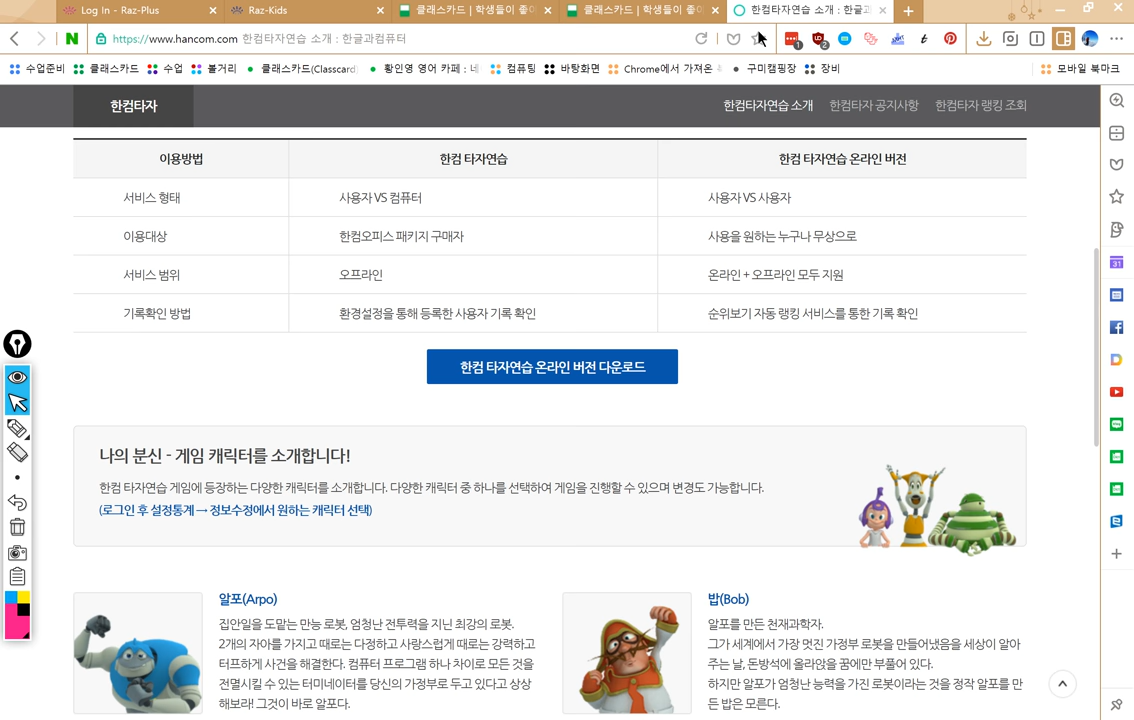 Log In - Raz-Plus
Raz-Kids
클래스카드 | 학생들이 좋아
클래스카드 | 학생들이 좋아
한컴타자연습 소개 : 한글과
N
https://www.hancom.com 한컴타자연습 소개 : 한글과컴퓨터
수업준비
클래스카드
수업
볼거리
클래스카드(Classcard
황인영 영어 카페 : 네
컴퓨팅
바탕화면
Chrome에서 가져온
구미캠핑장
장비
모바일 북마크
한컴타자
한컴타자연습 소개
한컴타자 공지사항
한컴타자 랭킹 조회
이용방법
한컴 타자연습
한컴 타자연습 온라인 버전
서비스 형태
사용자 VS 컴퓨터
사용자 VS 사용자
이용대상
한컴오피스 패키지 구매자
사용을 원하는 누구나 무상으로
서비스 범위
오프라인
온라인 + 오프라인 모두 지원
기록확인 방법
환경설정을 통해 등록한 사용자 기록 확인
순위보기 자동 랭킹 서비스를 통한 기록 확인
한컴 타자연습 온라인 버전 다운로드
나의 분신 - 게임 캐릭터를 소개합니다!
한컴 타자연습 게임에 등장하는 다양한 캐릭터를 소개합니다. 다양한 캐릭터 중 하나를 선택하여 게임을 진행할 수 있으며 변경도 가능합니다.
(로그인 후 설정통계 → 정보수정에서 원하는 캐릭터 선택)
알포(Arpo)
집안일을 도맡는 만능 로봇, 엄청난 전투력을 지닌 최강의 로봇.
2개의 자아를 가지고 때로는 다정하고 사랑스럽게 때로는 강력하고
터프하게 사건을 해결한다. 컴퓨터 프로그램 하나 차이로 모든 것을
전멸시킬 수 있는 터미네이터를 당신의 가정부로 두고 있다고 상상
해보라! 그것이 바로 알포다.
밥(Bob)
알포를 만든 천재과학자.
그가 세계에서 가장 멋진 가정부 로봇을 만들어냈음을 세상이 알아
주는 날, 돈방석에 올라앉을 꿈에만 부풀어 있다.
하지만 알포가 엄청난 능력을 가진 로봇이라는 것을 정작 알포를 만
든 밥은 모른다.